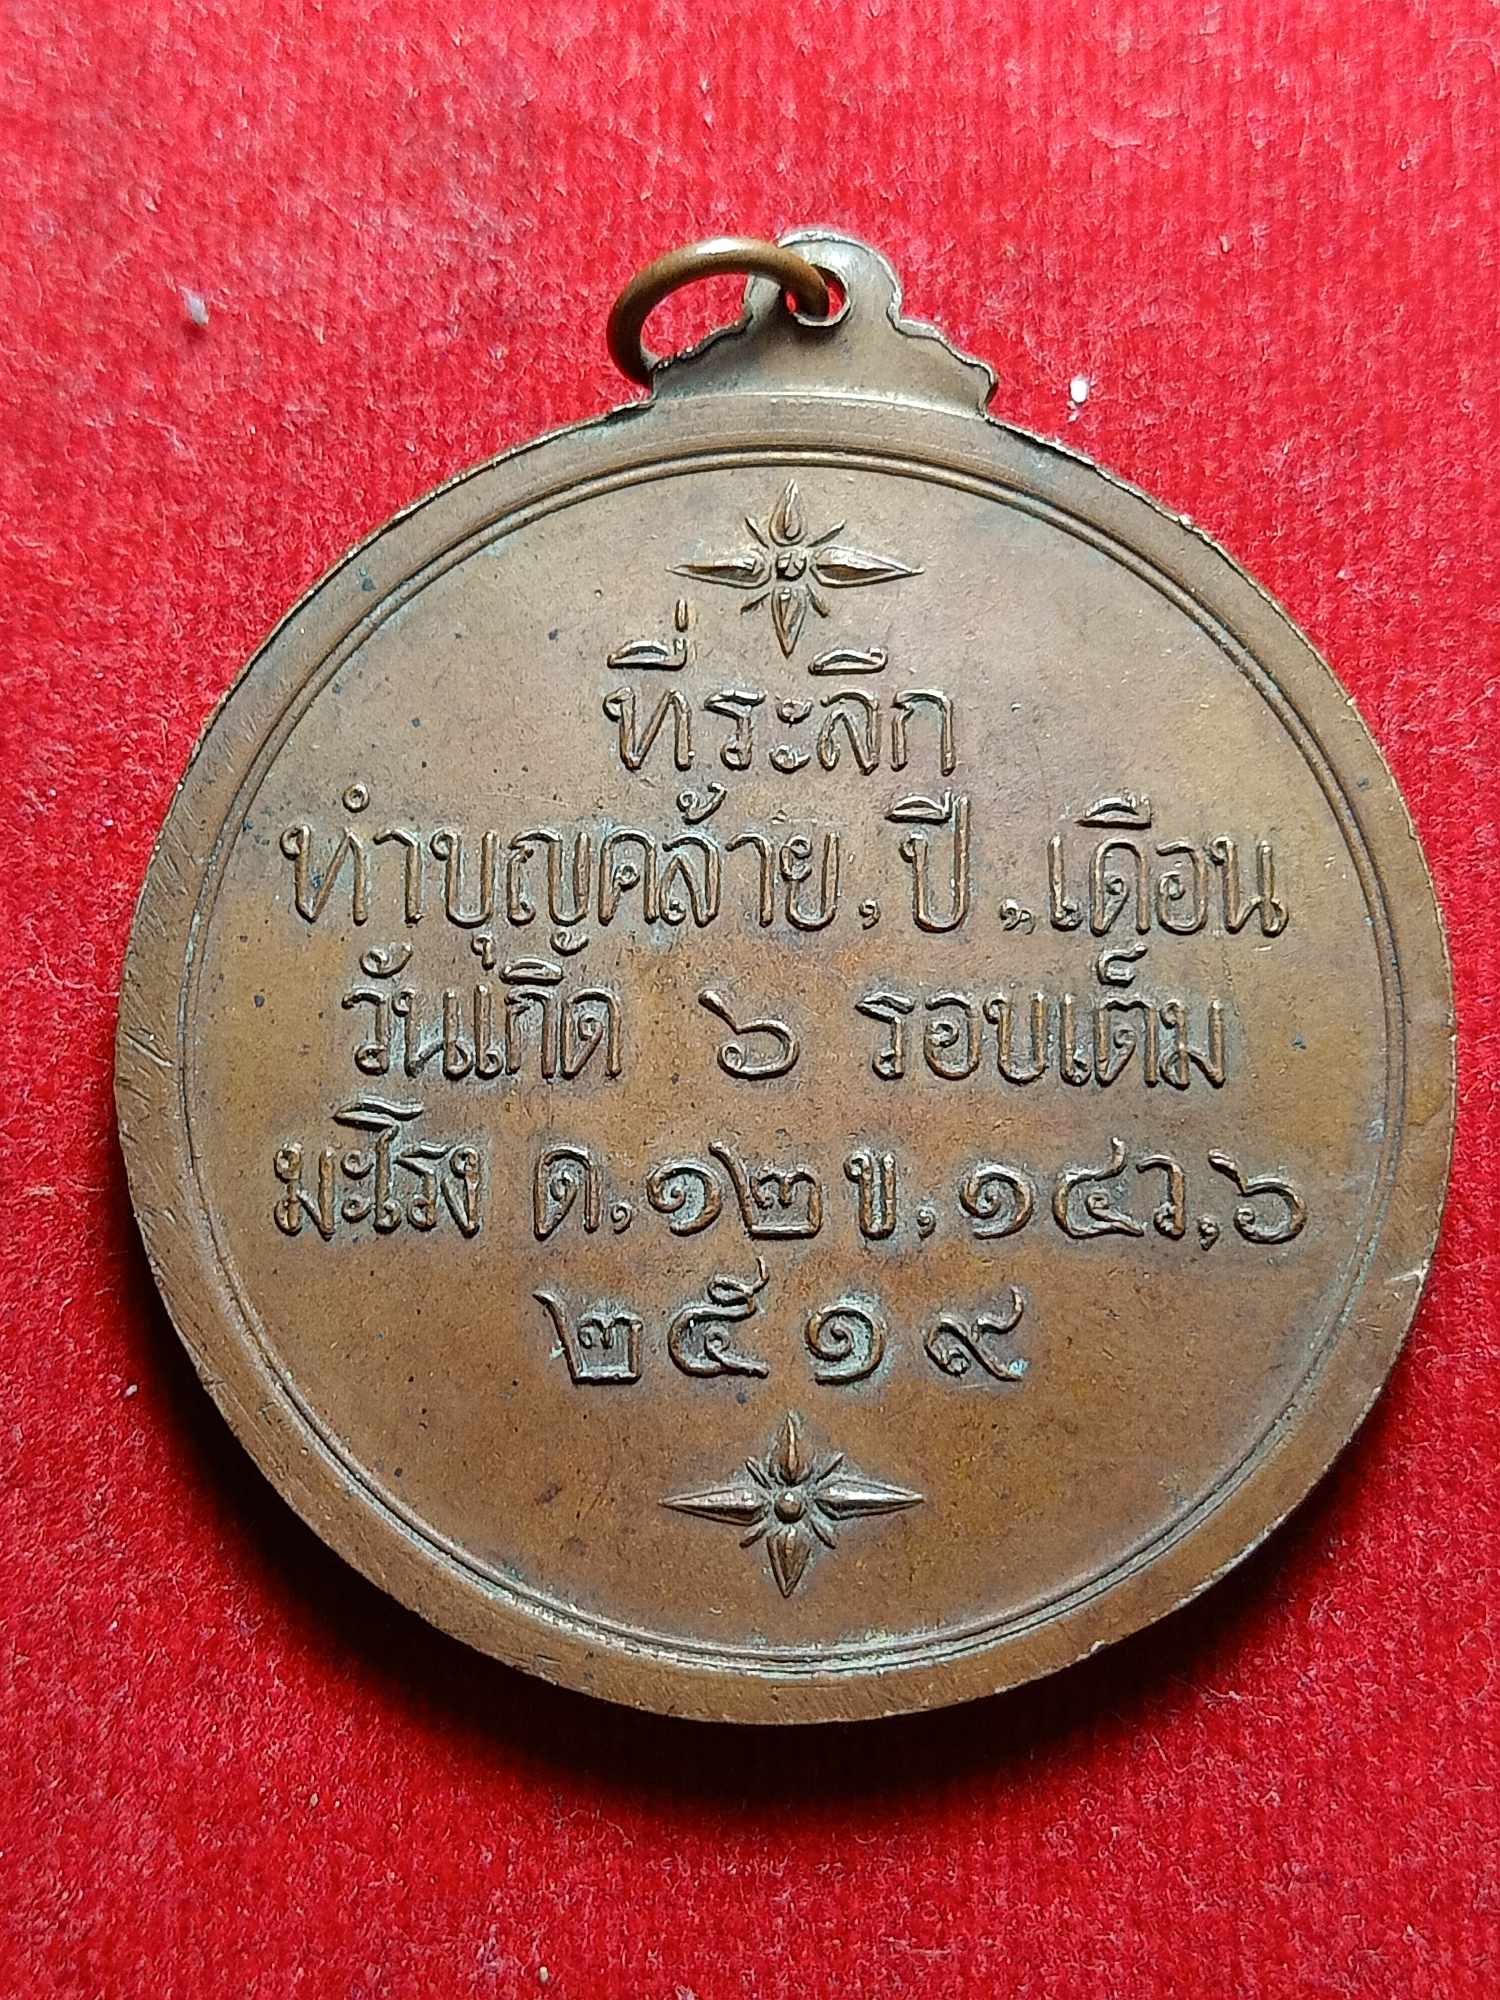 ที่ระลึก
ทำบุญคล้าย,ปี,,เดือน
วันเกิด ๖ รอบเต็ม
มะโรง ด,๑๒ ข,๑๔ ว,๖
๒๕๑๙